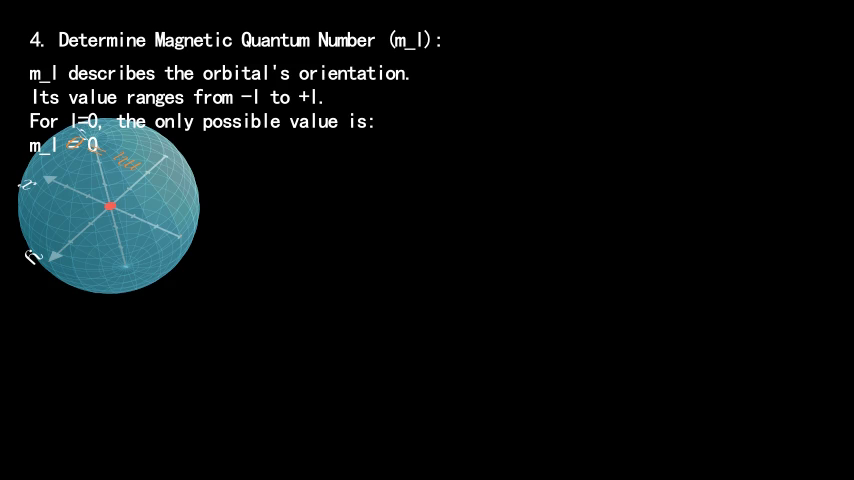 4. Determine Magnetic Quantum Number (m_l):
m_l describes the orbital's orientation.
Its value ranges from -l to +l.
For l=0, the only possible value is:
m_l = 0
x
y